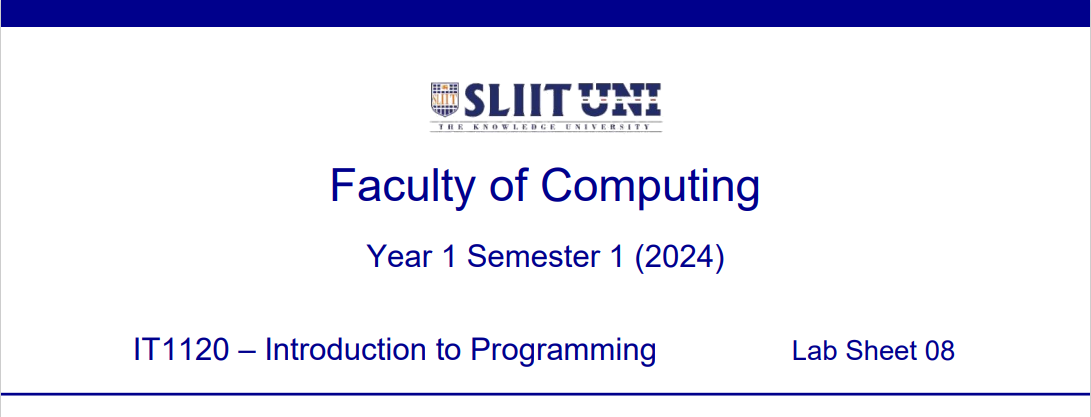 SLIIT
SLIIT UNI
THE KNOWLEDGE UNIVERSITY
Faculty of Computing
Year 1 Semester 1 (2024)
IT1120 – Introduction to Programming Lab Sheet 08